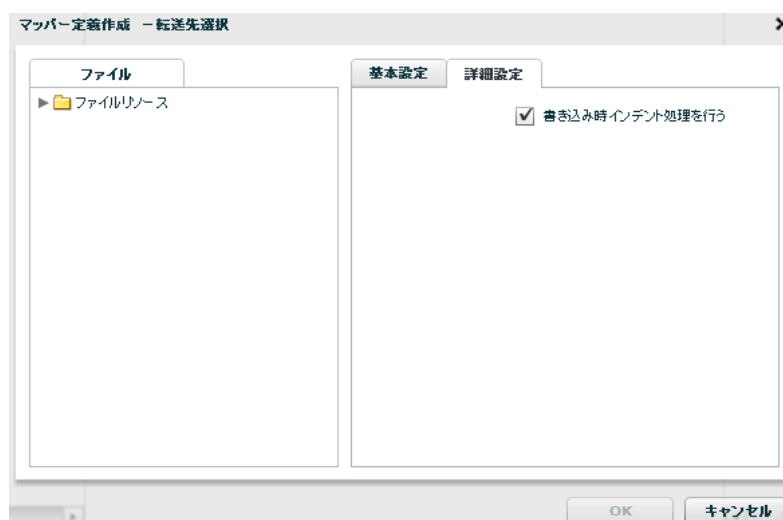 マッパー定義作成 －転送先選択
ファイル
ファイルリソース
基本設定
詳細設定
書き込み時インデント処理を行う
OK
キャンセル